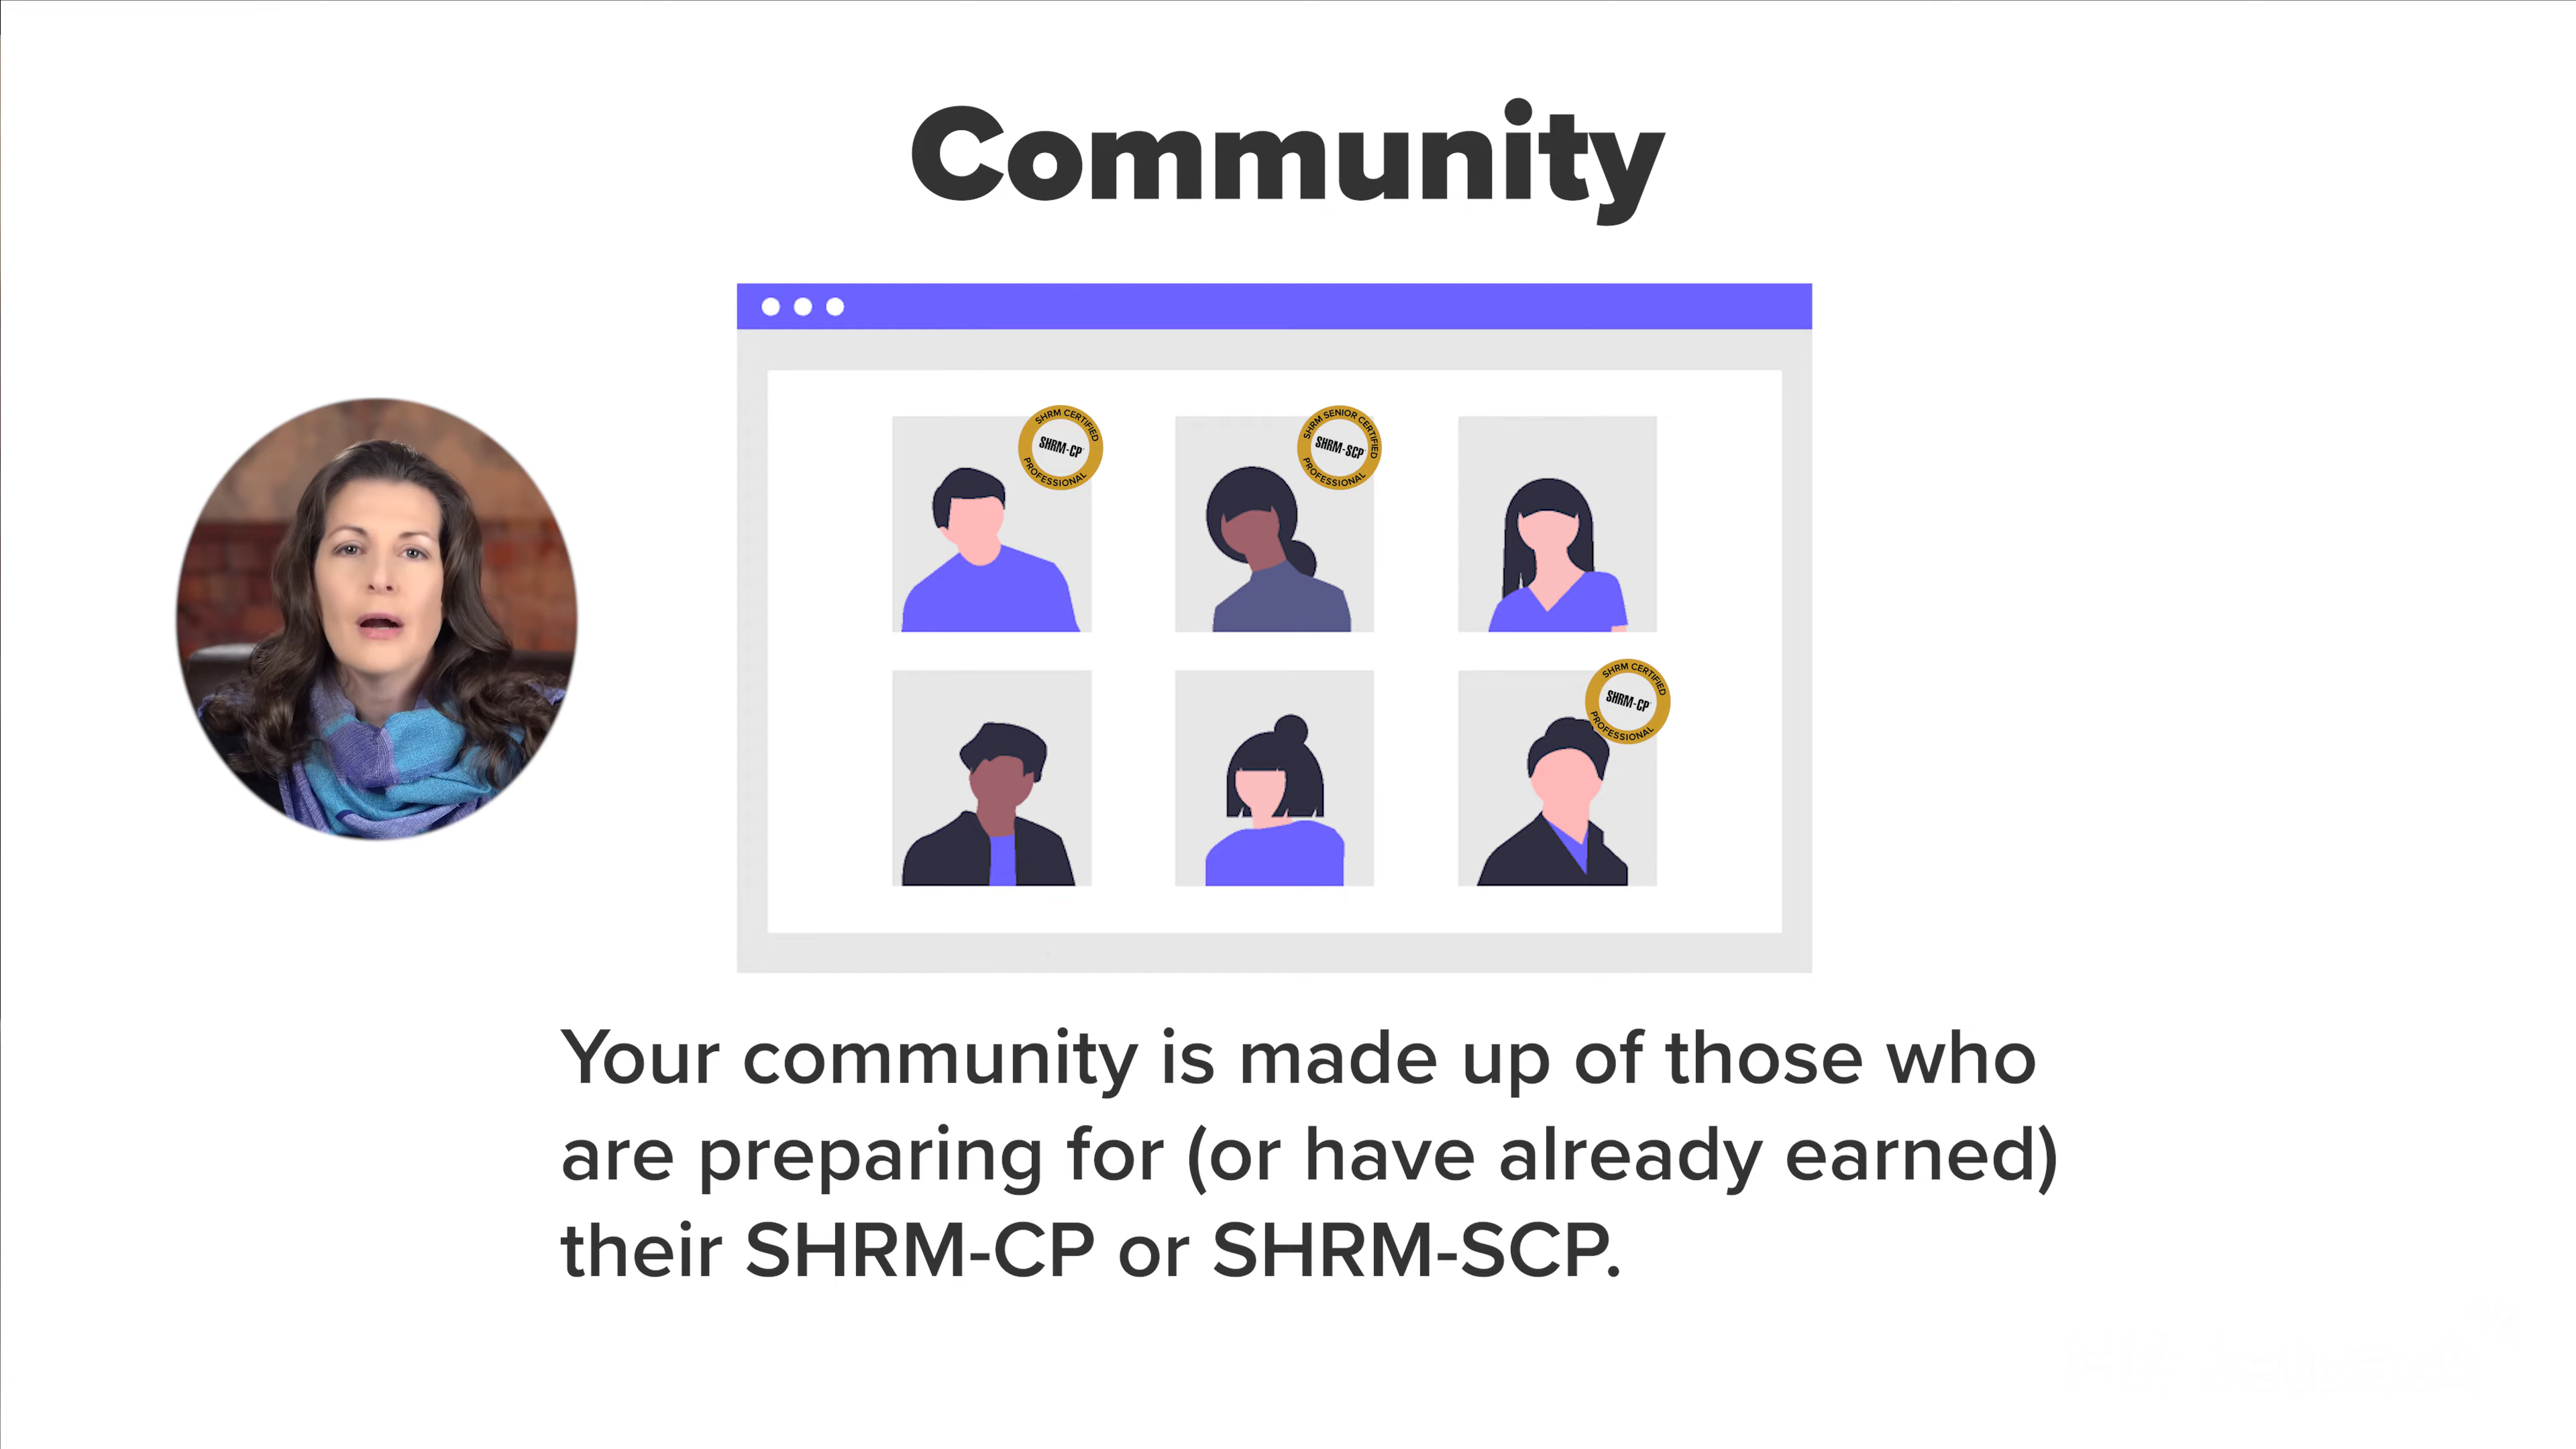 Community
SHRM CERTIFIED
SHRM-CP
PROFESSIONAL
SHRM SENIOR CERTIFIED
SHRM-SCP
PROFESSIONAL
SHRM CERTIFIED
SHRM-CP
PROFESSIONAL
Your community is made up of those who
are preparing for (or have already earned)
their SHRM-CP or SHRM-SCP.